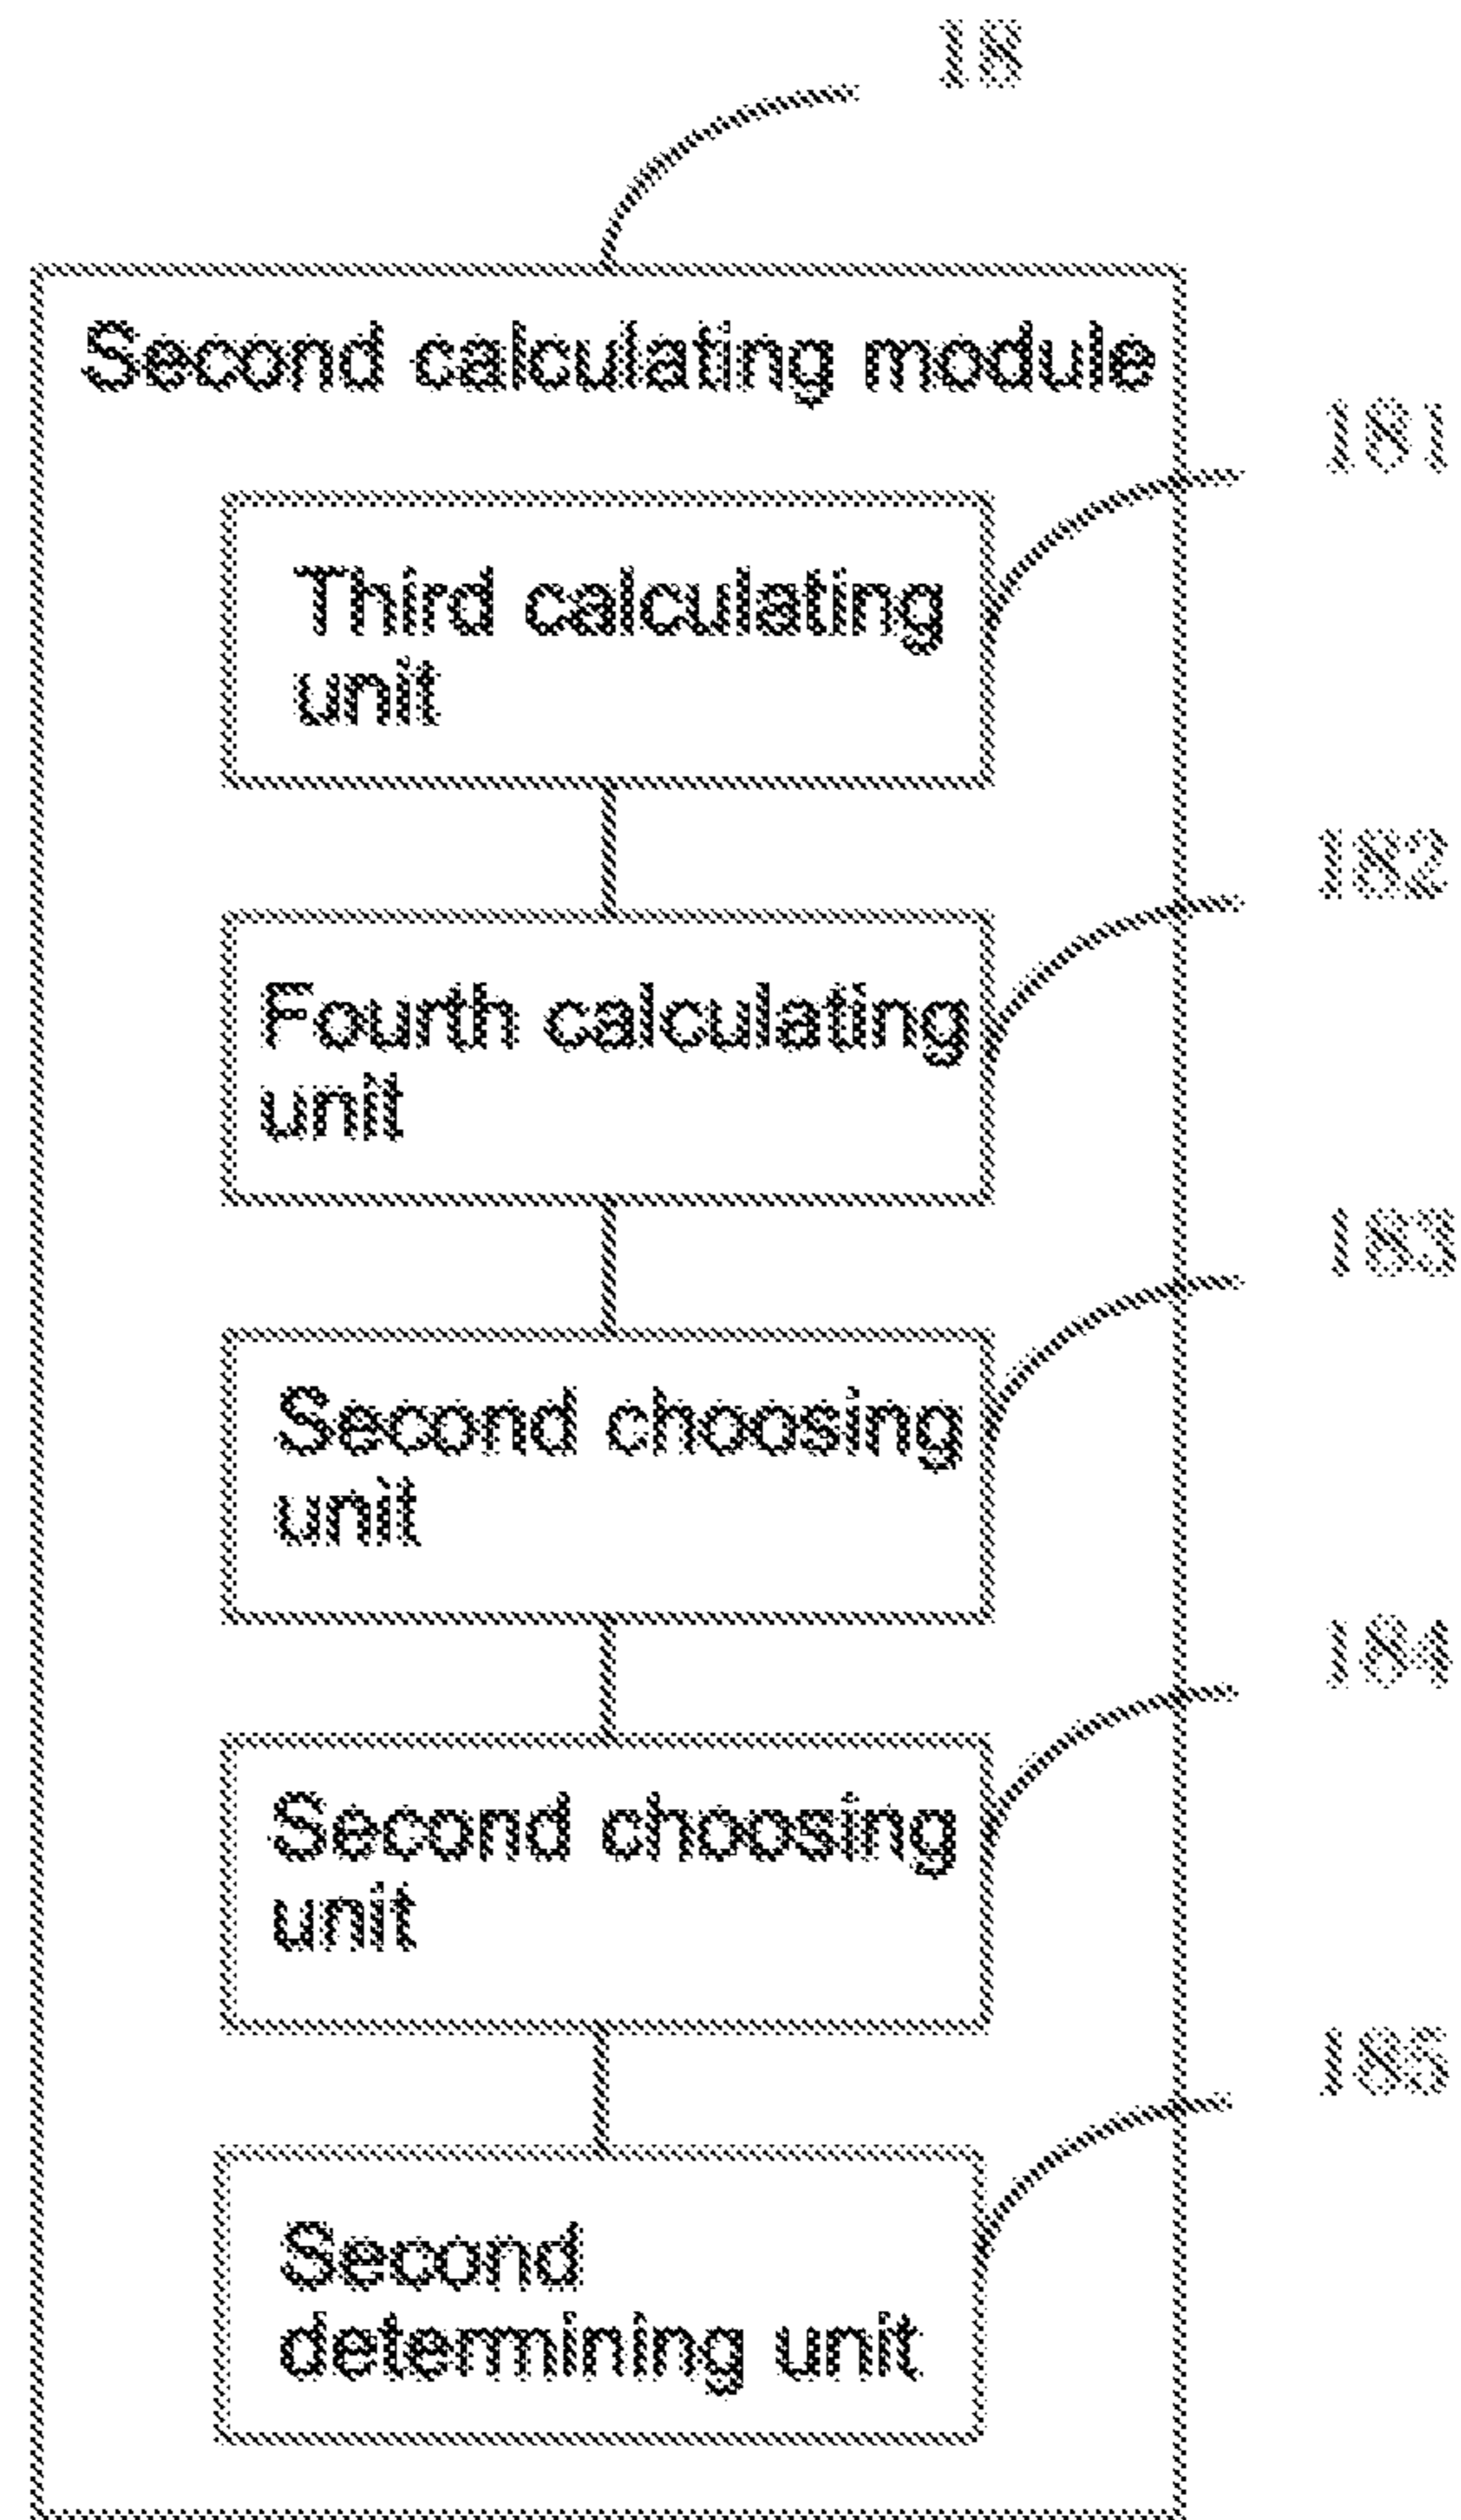 18
Second calculating module
181
Third calculating
unit
182
Fourth calculating
unit
183
Second choosing
unit
184
Second choosing
unit
185
Second
determining unit